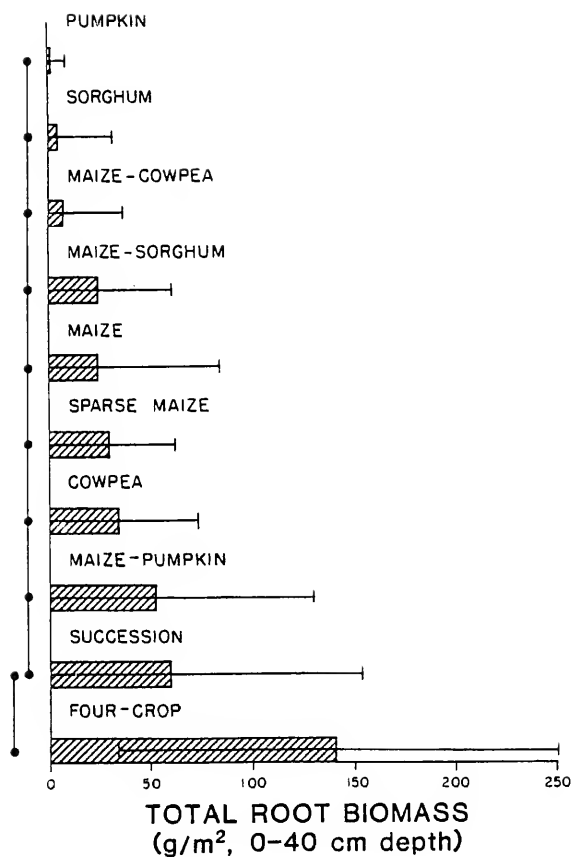 PUMPKIN
SORGHUM
MAIZE-COWPEA
MAIZE-SORGHUM
MAIZE
SPARSE MAIZE
COWPEA
MAIZE-PUMPKIN
SUCCESSION
FOUR-CROP
0 50 100 150 200 250
TOTAL ROOT BIOMASS
(g/m², 0-40 cm depth)